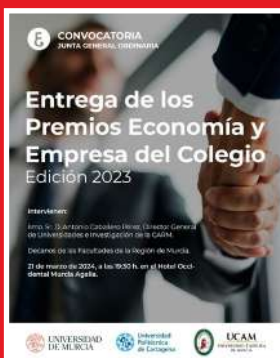 CONVOCATORIA
JUNTA GENERAL ORDINARIA
Entrega de los
Premios Economía y
Empresa del Colegio
Edición 2023
Intervienen:
Ilmo. Sr. D. Antonio Caballero Pérez, Director General
de Universidades e Investigación de la CARM.
Decanos de las Facultades de la Región de Murcia.
21 de marzo de 2024, a las 19:30 h. en el Hotel Occi-
dental Murcia Agalia.
UNIVERSIDAD
DE MURCIA
Universidad
Politécnica
de Cartagena
UCAM